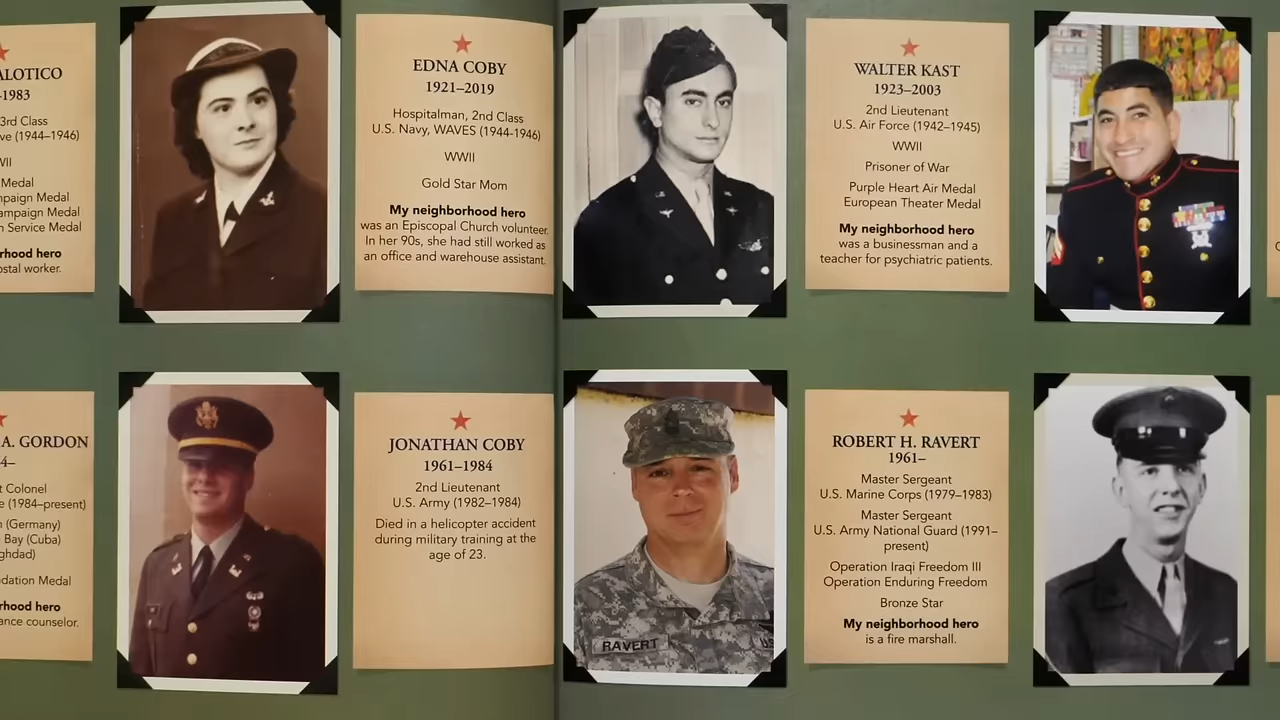 ALOTICO
-1983
3rd Class
ve (1944–1946)
WII
Medal
mpaign Medal
ampaign Medal
n Service Medal
rhood hero
ostal worker.
EDNA COBY
1921–2019
Hospitalman, 2nd Class
U.S. Navy, WAVES (1944-1946)
WWII
Gold Star Mom
My neighborhood hero
was an Episcopal Church volunteer.
In her 90s, she had still worked as
an office and warehouse assistant.
WALTER KAST
1923–2003
2nd Lieutenant
U.S. Air Force (1942–1945)
WWII
Prisoner of War
Purple Heart Air Medal
European Theater Medal
My neighborhood hero
was a businessman and a
teacher for psychiatric patients.
A. GORDON
4–
t Colonel
e (1984–present)
n (Germany)
Bay (Cuba)
ghdad)
ndation Medal
rhood hero
ance counselor.
JONATHAN COBY
1961–1984
2nd Lieutenant
U.S. Army (1982–1984)
Died in a helicopter accident
during military training at the
age of 23.
RAVERT
US
ROBERT H. RAVERT
1961–
Master Sergeant
U.S. Marine Corps (1979–1983)
Master Sergeant
U.S. Army National Guard (1991–
present)
Operation Iraqi Freedom III
Operation Enduring Freedom
Bronze Star
My neighborhood hero
is a fire marshall.